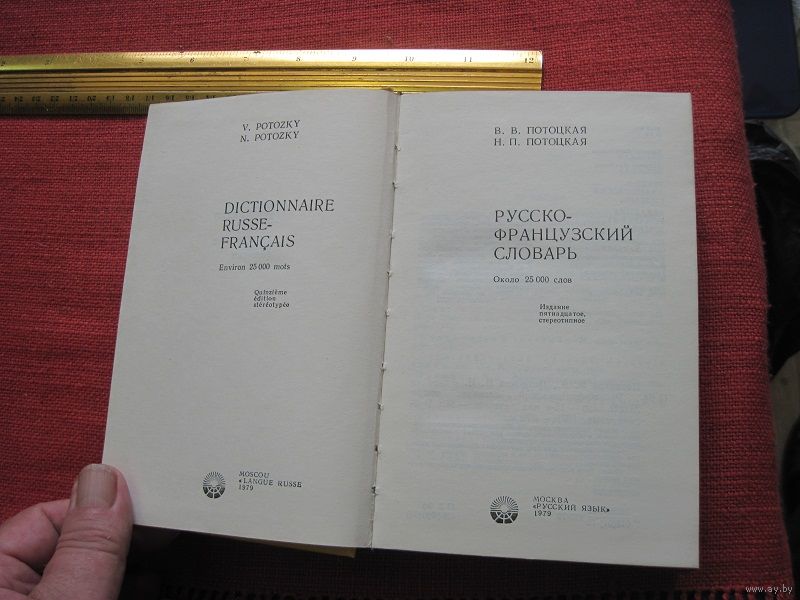 V. POTOZKY
N. POTOZKY
DICTIONNAIRE
RUSSE-
FRANÇAIS
Environ 25 000 mots
Quinzième
édition
stéréotypée
MOSCOU
«LANGUE RUSSE
1979
В. В. ПОТОЦКАЯ
Н. П. ПОТОЦКАЯ
РУССКО-
ФРАНЦУЗСКИЙ
СЛОВАРЬ
Около 25 000 слов
Издание
пятнадцатое,
стереотипное
МОСКВА
«РУССКИЙ ЯЗЫК»
1979
www.ay.by